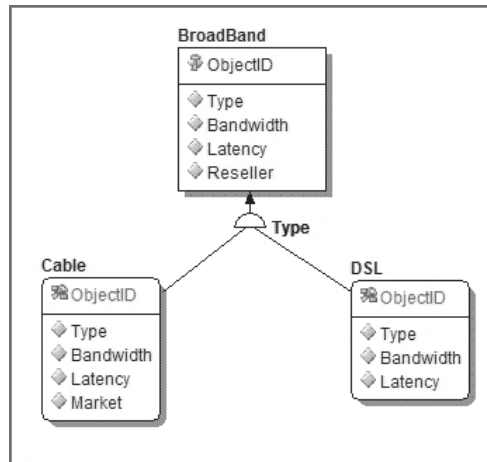 BroadBand
ObjectID
Type
Bandwidth
Latency
Reseller
Type
Cable
ObjectID
Type
Bandwidth
Latency
Market
DSL
ObjectID
Type
Bandwidth
Latency